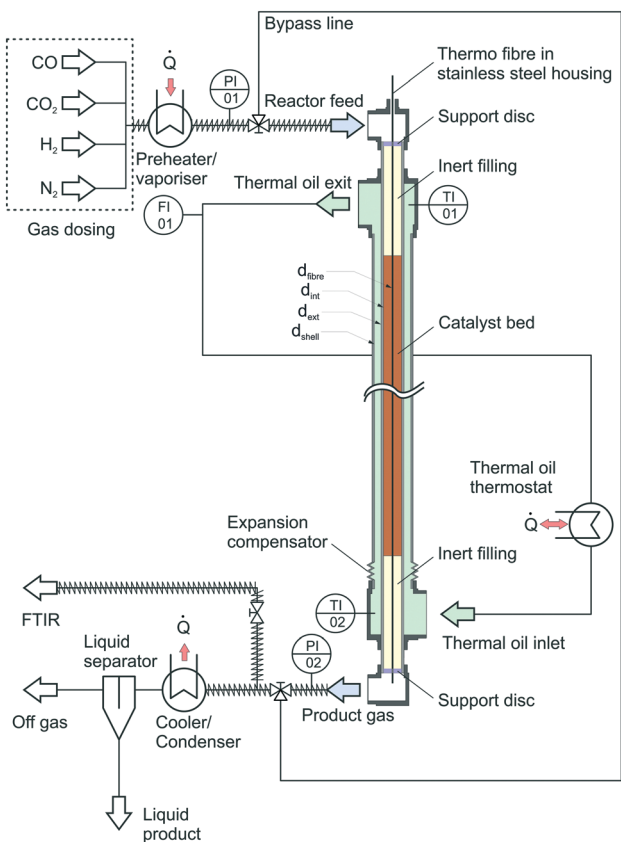 Bypass line
CO
CO2
H2
N2
Gas dosing
Q̇
Preheater/
vaporiser
PI
01
Reactor feed
Thermo fibre in
stainless steel housing
Support disc
Inert filling
Thermal oil exit
FI
01
TI
01
dfibre
dint
dext
dshell
Catalyst bed
Thermal oil
thermostat
Q̇
Expansion
compensator
Inert filling
FTIR
TI
02
Thermal oil inlet
Liquid
separator
Q̇
PI
02
Support disc
Off gas
Cooler/
Condenser
Product gas
Liquid
product